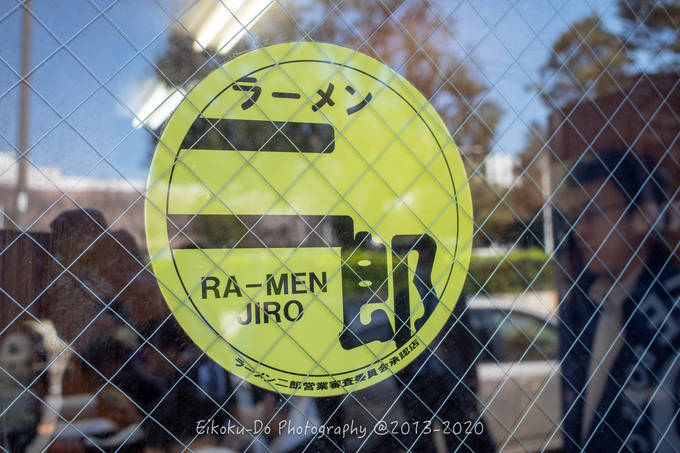 ラーメン
二郎
RA-MEN
JIRO
ラーメン二郎営業審査委員会承認店
Eikoku-Do Photography @2013-2020